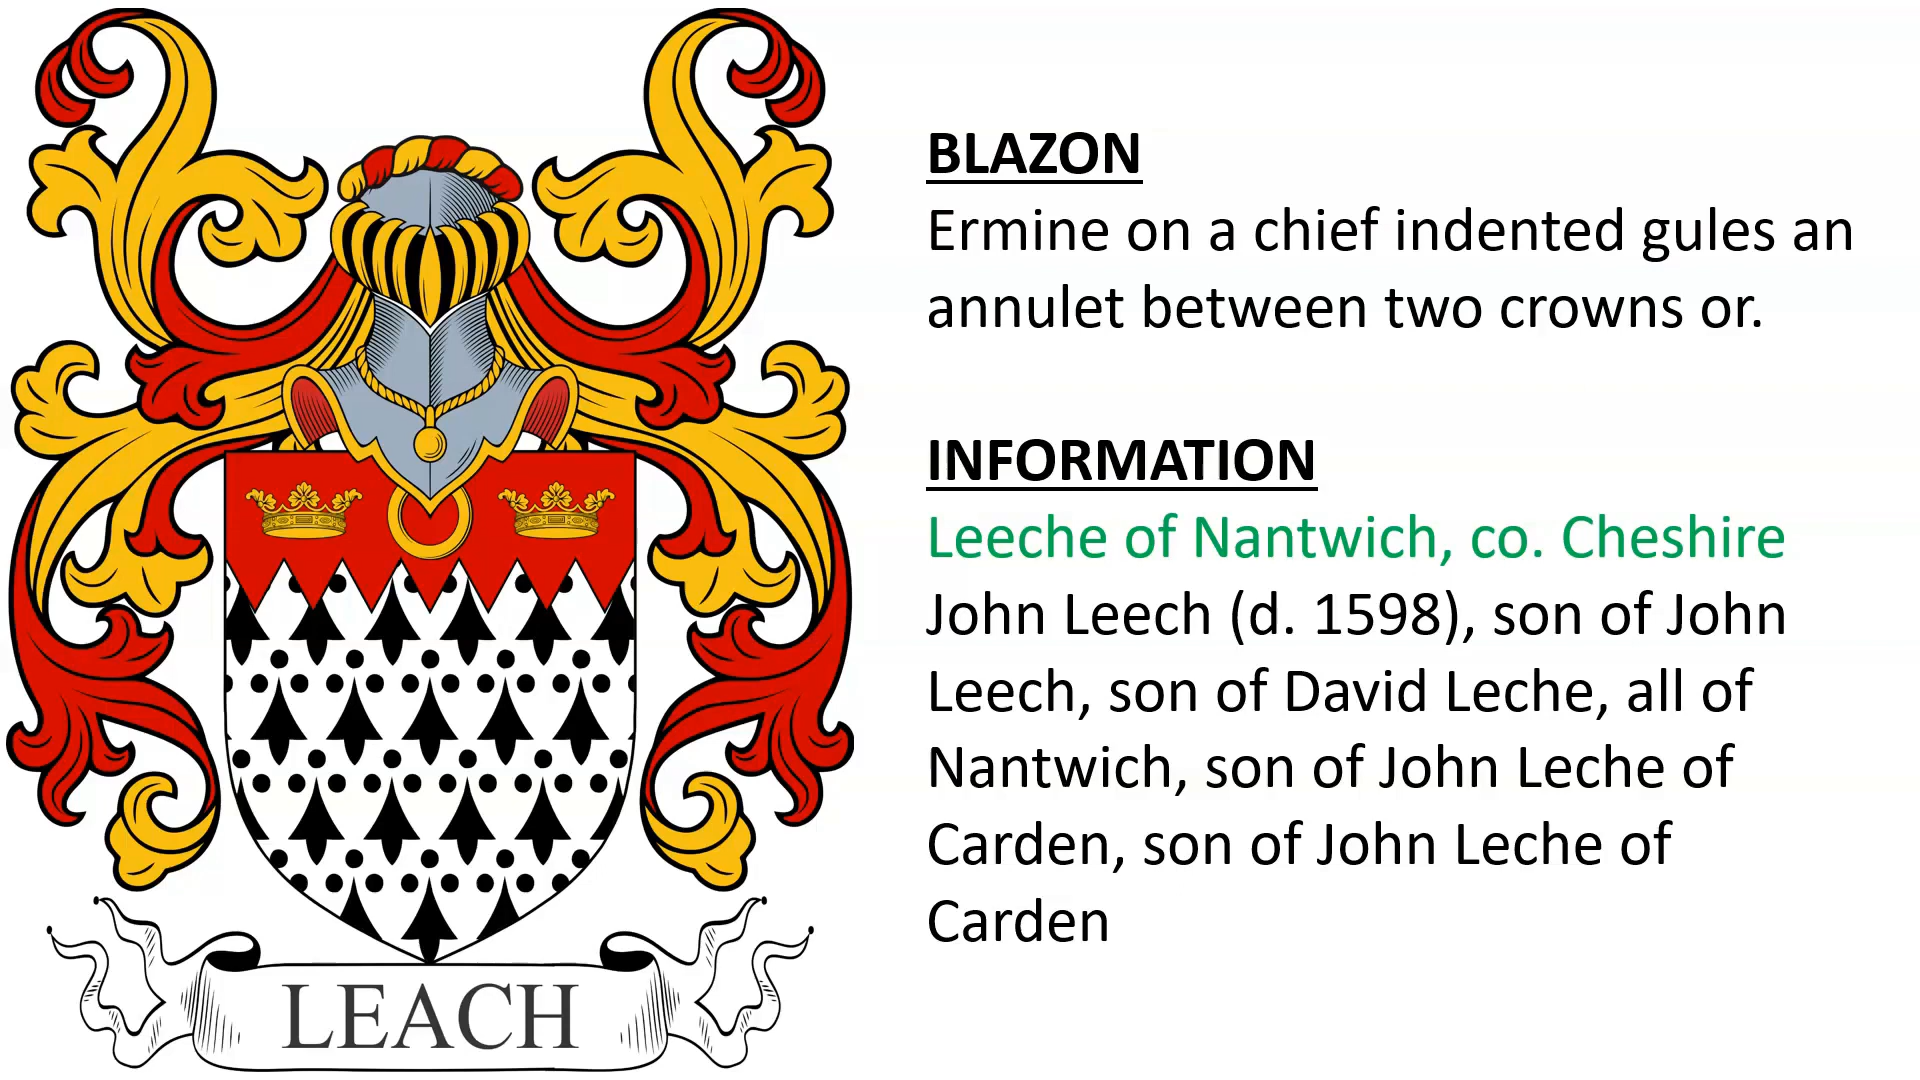 BLAZON
Ermine on a chief indented gules an
annulet between two crowns or.
INFORMATION
Leeche of Nantwich, co. Cheshire
John Leech (d. 1598), son of John
Leech, son of David Leche, all of
Nantwich, son of John Leche of
Carden, son of John Leche of
Carden
LEACH